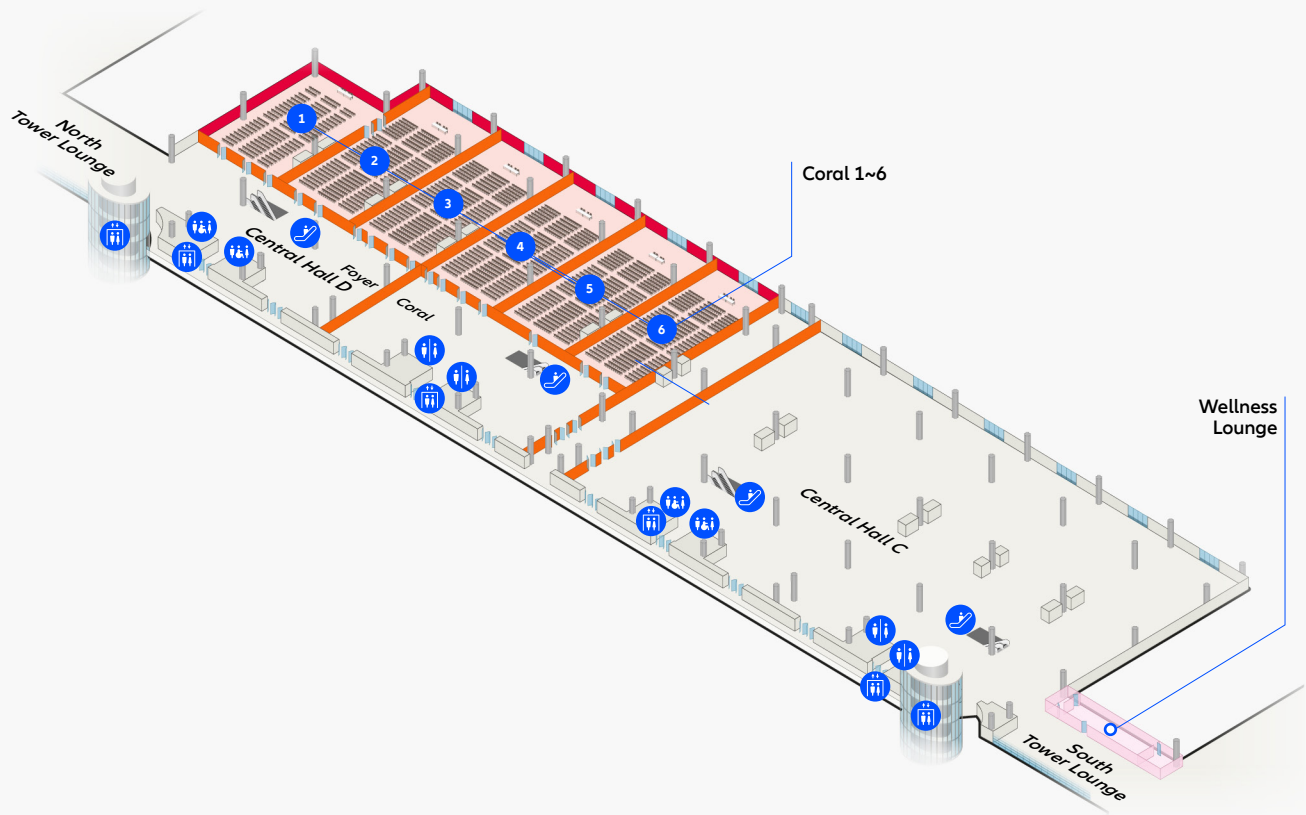 North
Tower Lounge
1
2
3
4
5
6
Coral 1~6
Central Hall D
Foyer
Coral
Wellness
Lounge
Central Hall C
South
Tower Lounge